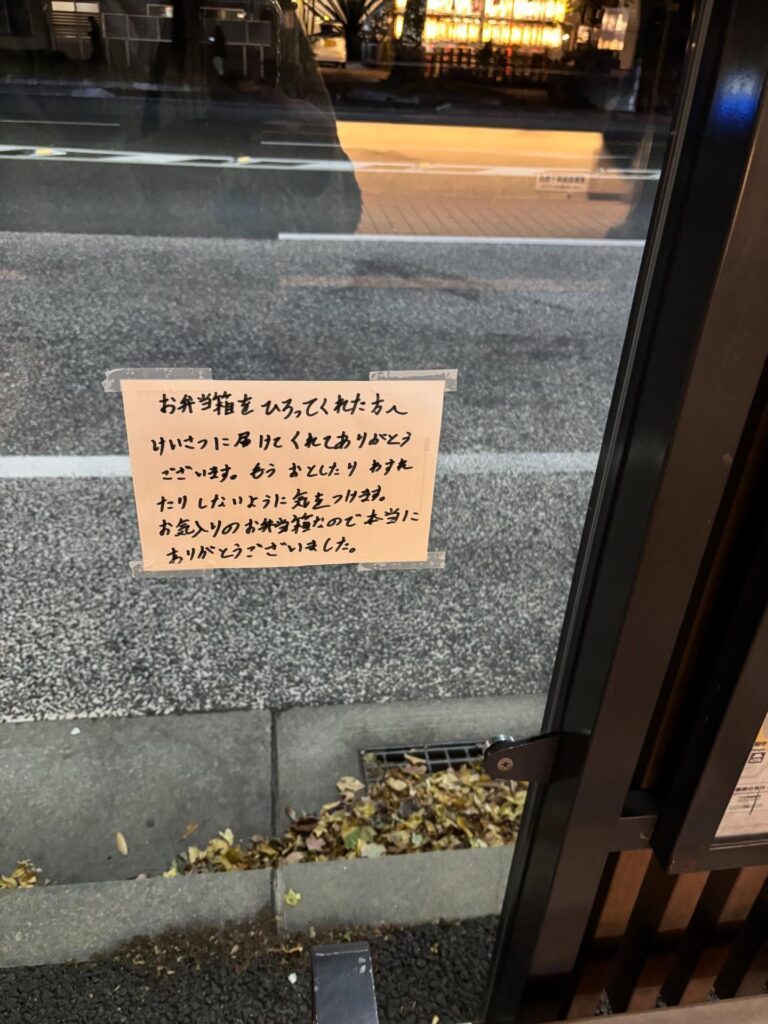 お弁当箱をひろってくれた方へ
けいさつに届けてくれてありがとう
ございます。もうおとしたりわすれ
たりしないように気をつけます。
お気入りのお弁当箱なので本当に
ありがとうございました。